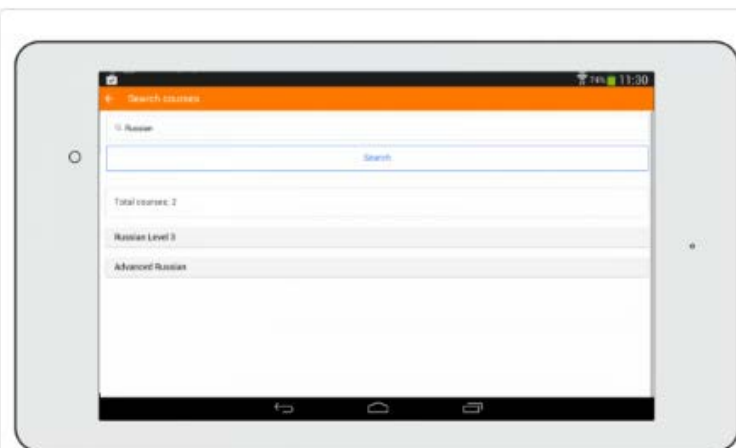 74% 11:30
Search courses
Russian
Search
Total courses: 2
Russian Level 3
Advanced Russian